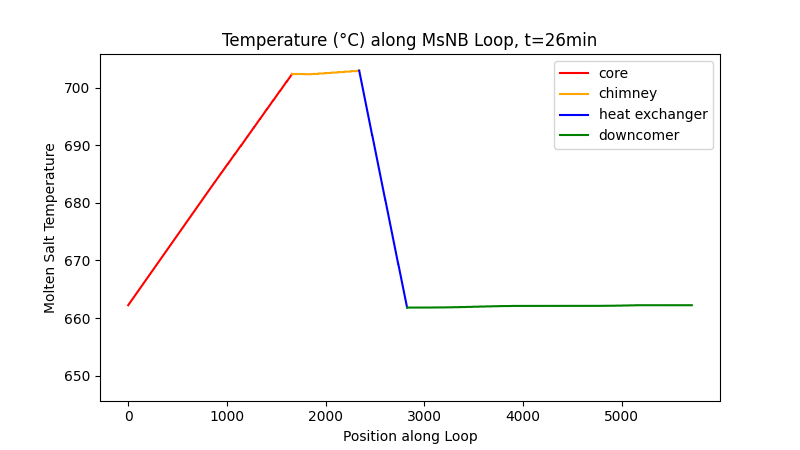 Temperature (°C) along MsNB Loop, t=26min
core
chimney
heat exchanger
downcomer
Molten Salt Temperature
700
690
680
670
660
650
0 1000 2000 3000 4000 5000
Position along Loop